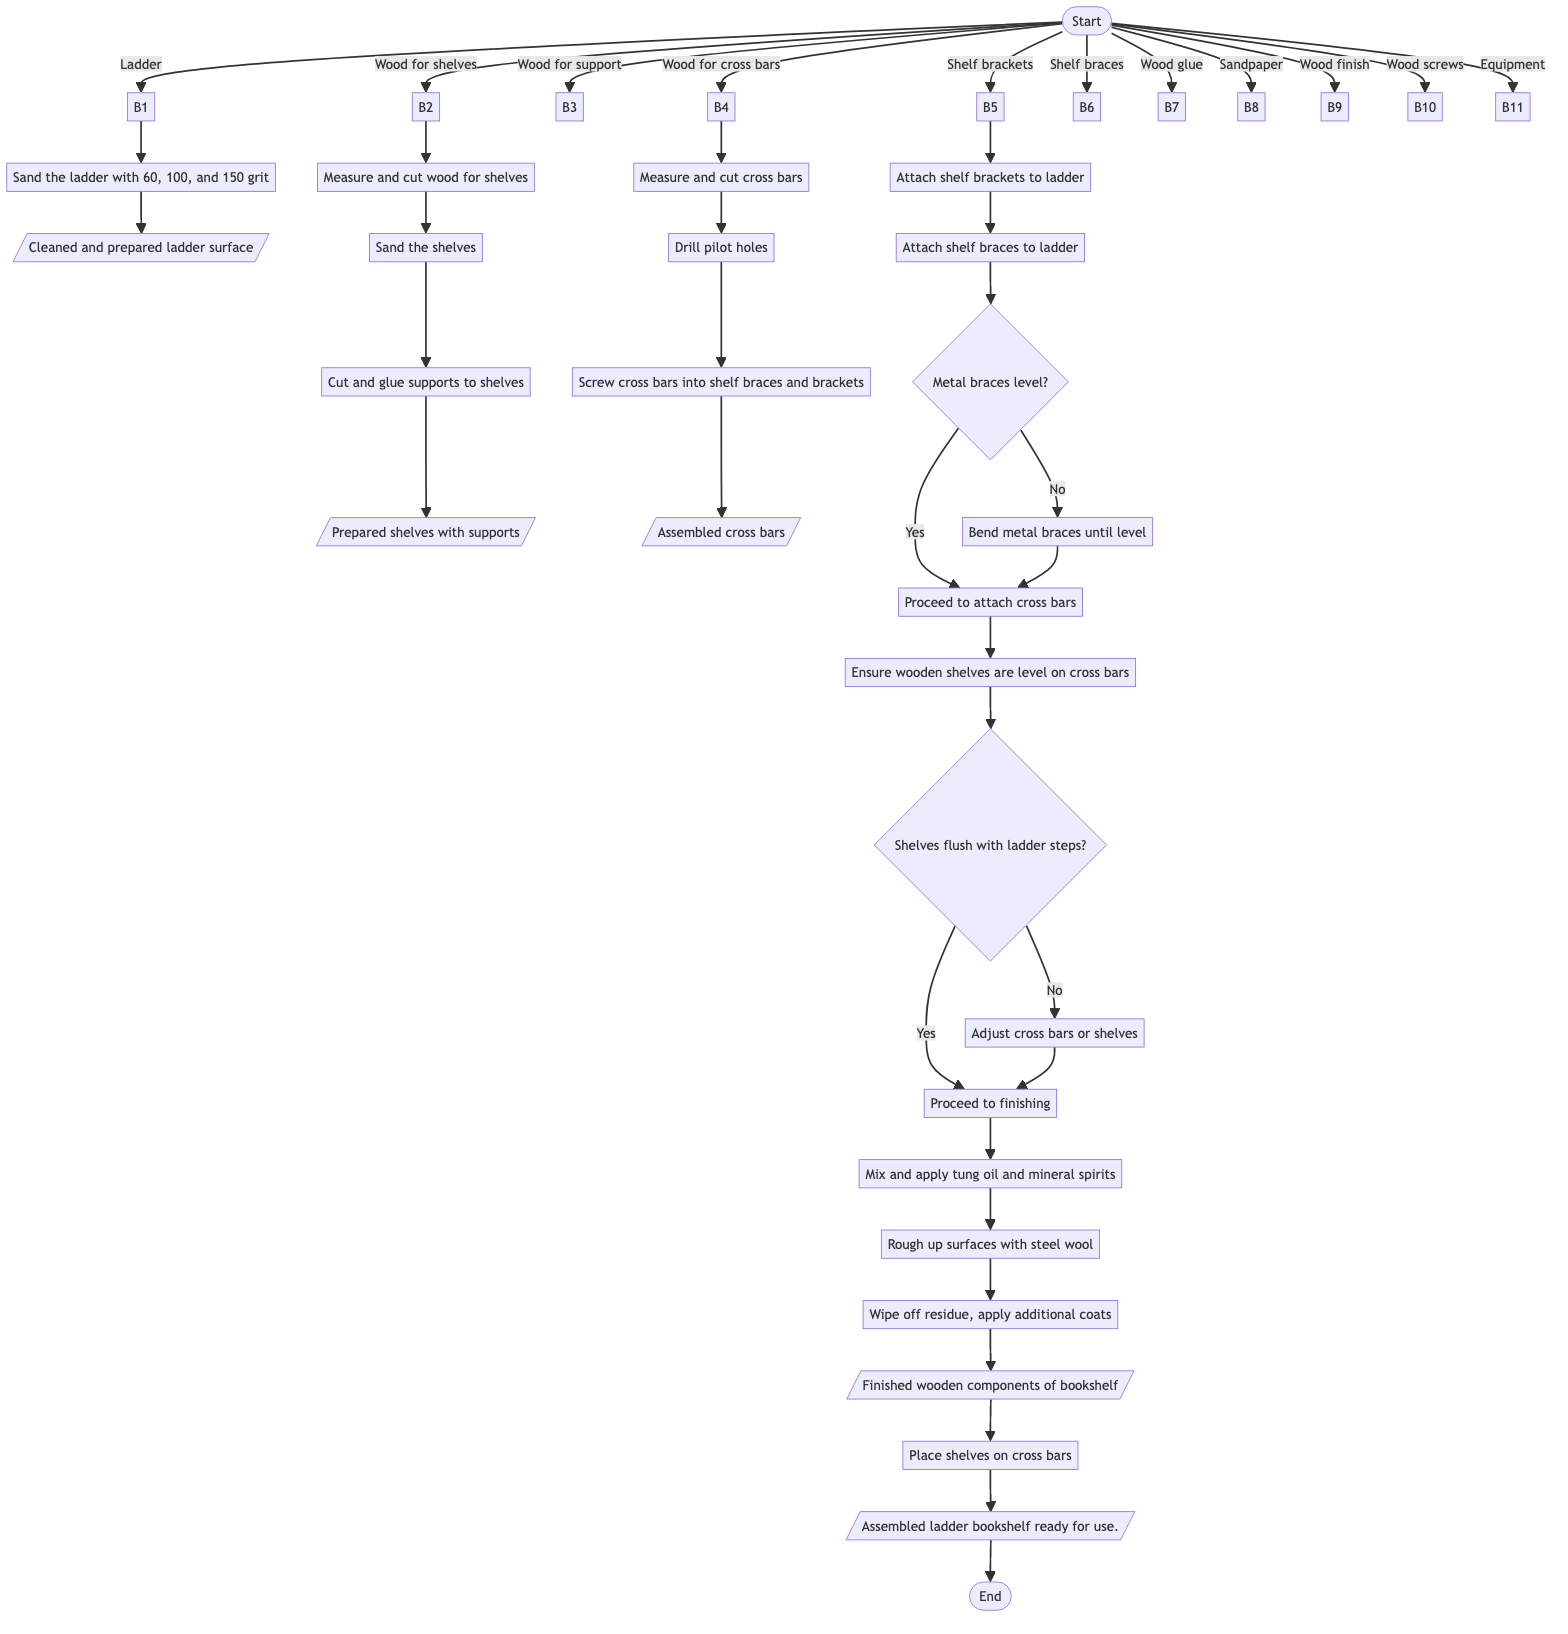 Start
Ladder
Wood for shelves
Wood for support
Wood for cross bars
Shelf brackets
Shelf braces
Wood glue
Sandpaper
Wood finish
Wood screws
Equipment
B1
B2
B3
B4
B5
B6
B7
B8
B9
B10
B11
Sand the ladder with 60, 100, and 150 grit
Measure and cut wood for shelves
Measure and cut cross bars
Attach shelf brackets to ladder
Cleaned and prepared ladder surface
Sand the shelves
Drill pilot holes
Attach shelf braces to ladder
Cut and glue supports to shelves
Screw cross bars into shelf braces and brackets
Metal braces level?
No
Yes
Prepared shelves with supports
Assembled cross bars
Bend metal braces until level
Proceed to attach cross bars
Ensure wooden shelves are level on cross bars
Shelves flush with ladder steps?
No
Yes
Adjust cross bars or shelves
Proceed to finishing
Mix and apply tung oil and mineral spirits
Rough up surfaces with steel wool
Wipe off residue, apply additional coats
Finished wooden components of bookshelf
Place shelves on cross bars
Assembled ladder bookshelf ready for use.
End